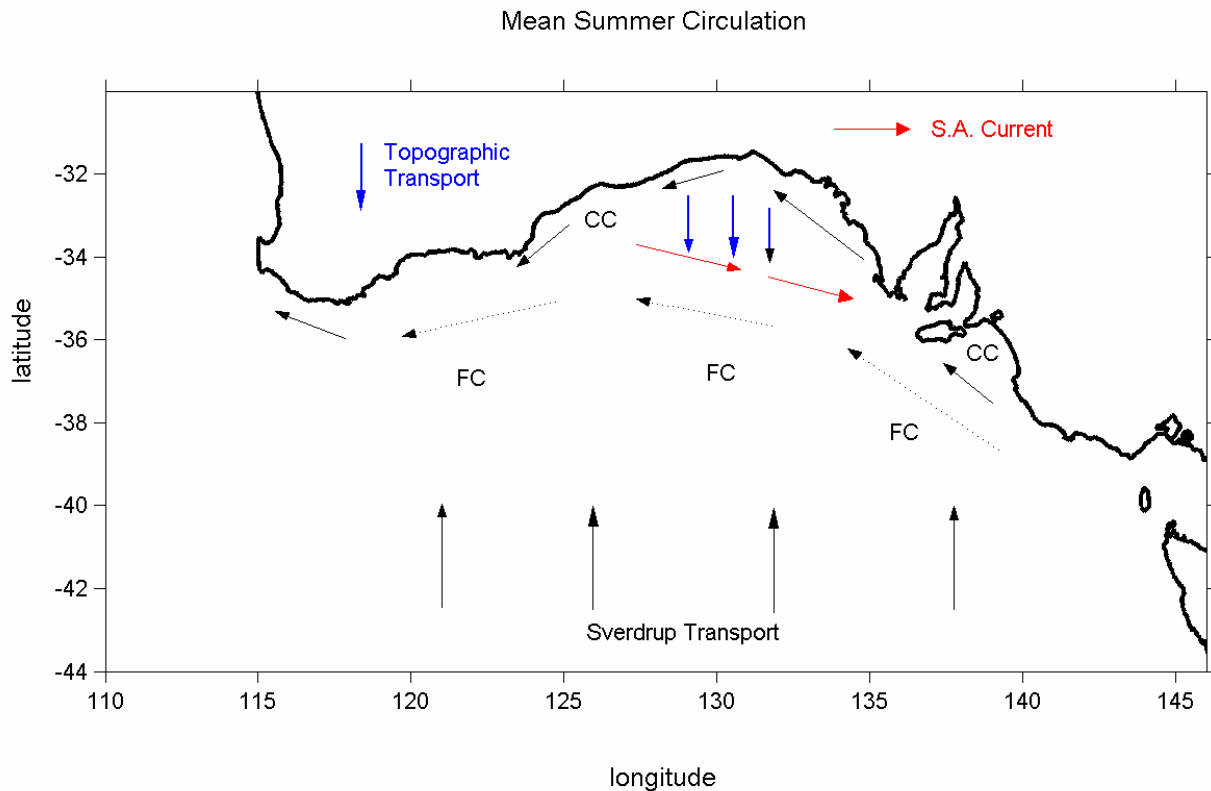 Mean Summer Circulation
S.A. Current
Topographic
Transport
-32
CC
-34
-36
CC
FC
FC
-38
FC
latitude
-40
-42
Sverdrup Transport
-44
110
115
120
125
130
135
140
145
longitude